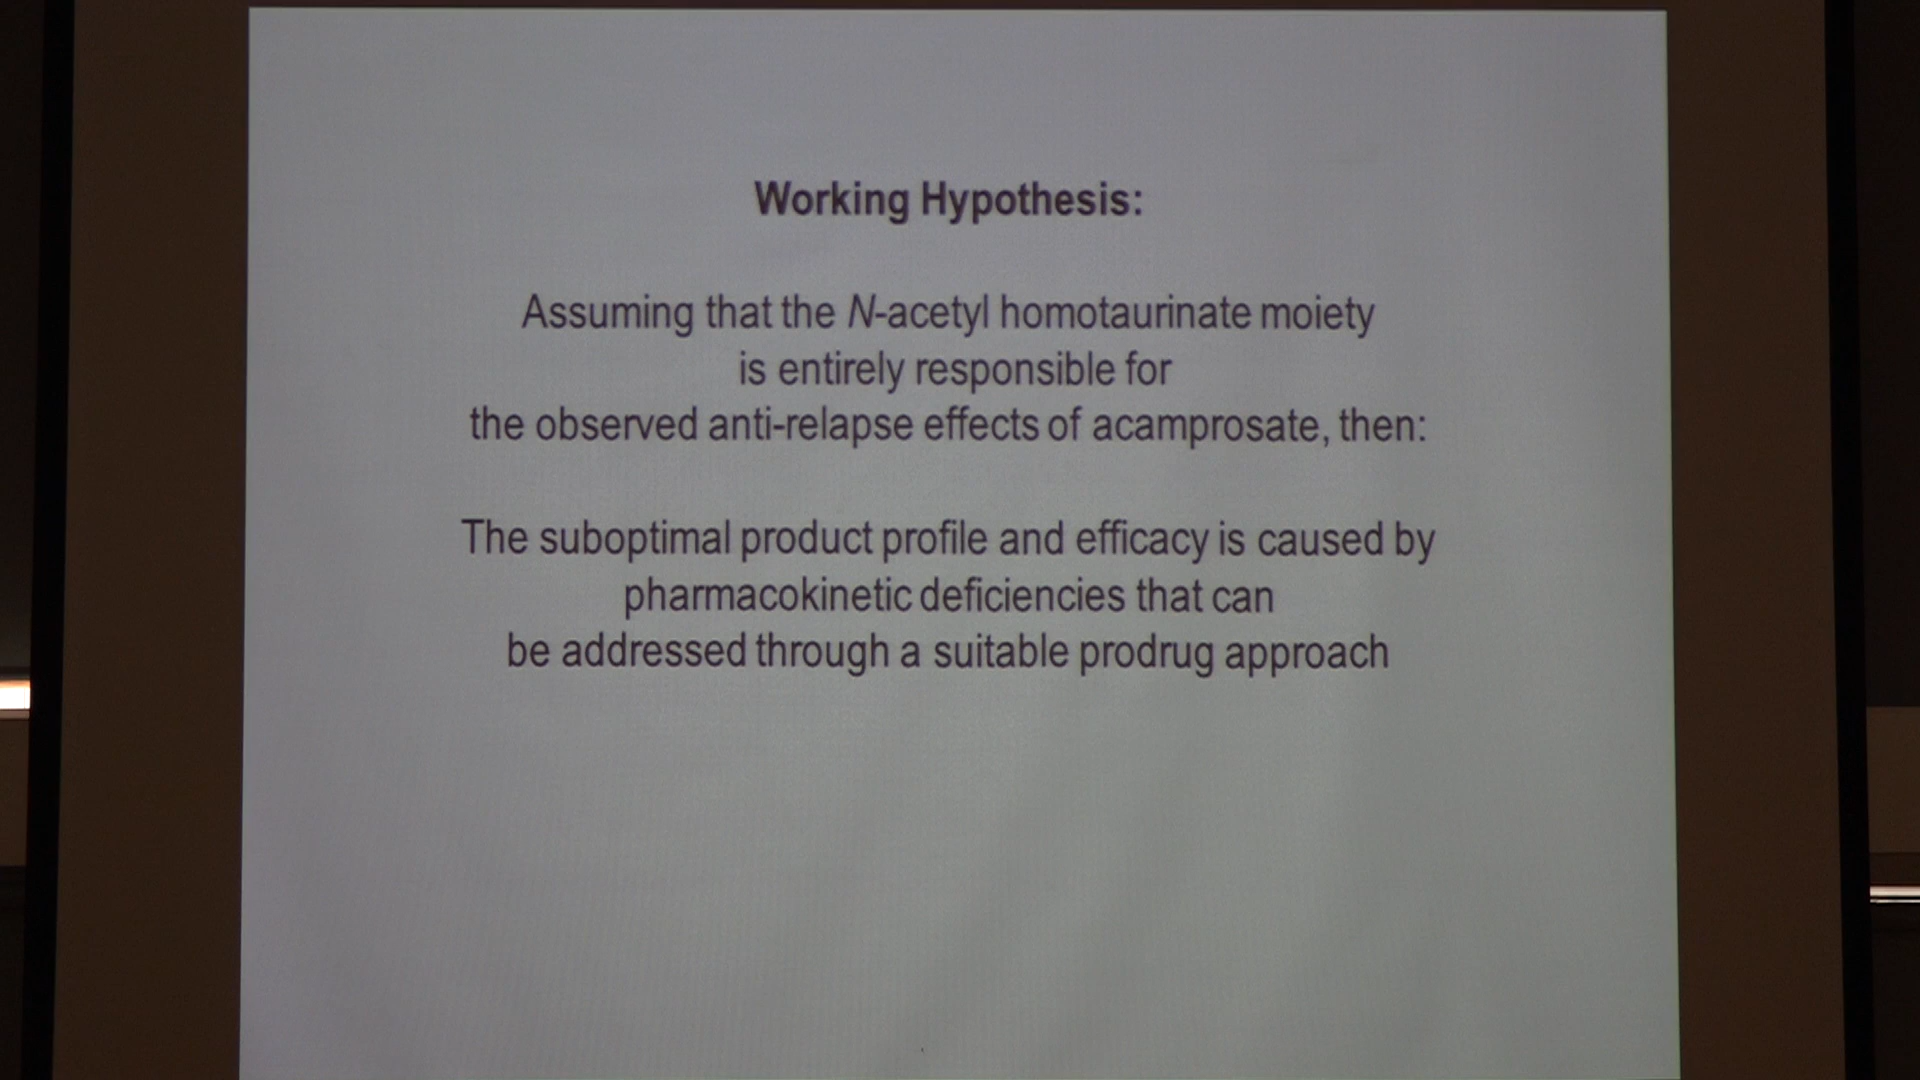 Working Hypothesis:
Assuming that the N-acetyl homotaurinate moiety
is entirely responsible for
the observed anti-relapse effects of acamprosate, then:
The suboptimal product profile and efficacy is caused by
pharmacokinetic deficiencies that can
be addressed through a suitable prodrug approach